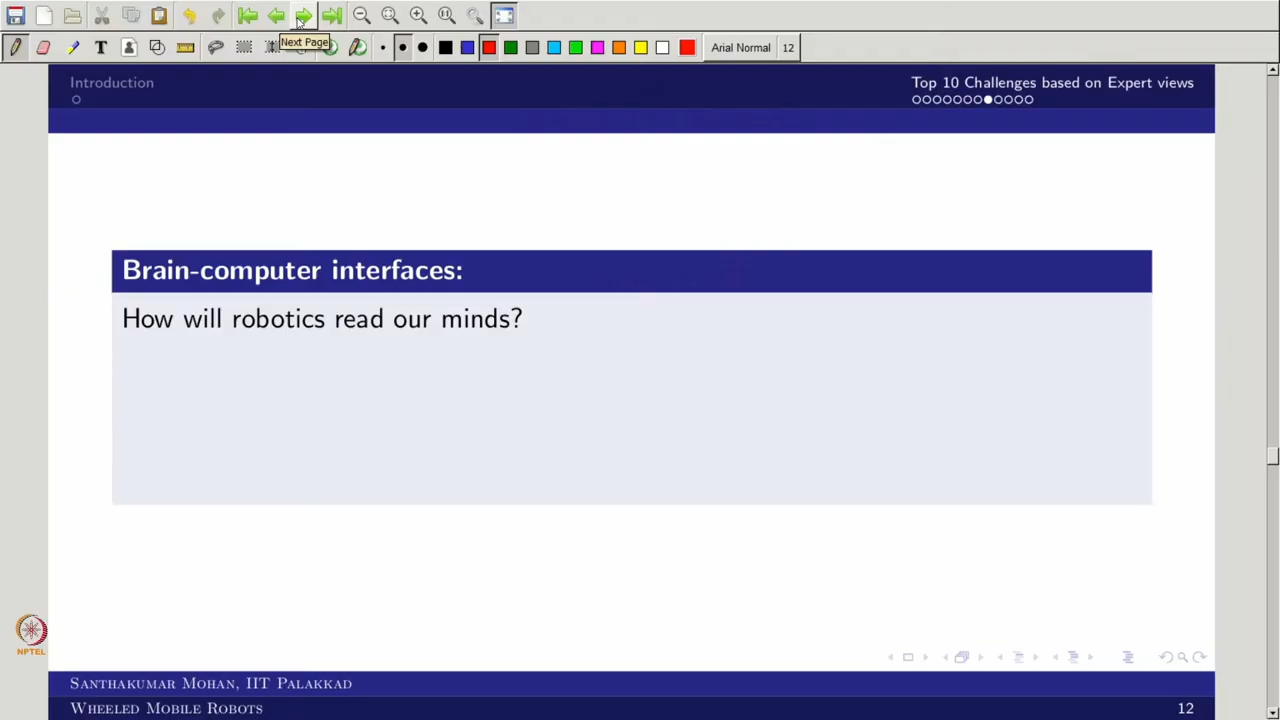 Next Page
T
Arial Normal 12
Introduction
Top 10 Challenges based on Expert views
Brain-computer interfaces:
How will robotics read our minds?
NPTEL
Santhakumar Mohan, IIT Palakkad
Wheeled Mobile Robots
12